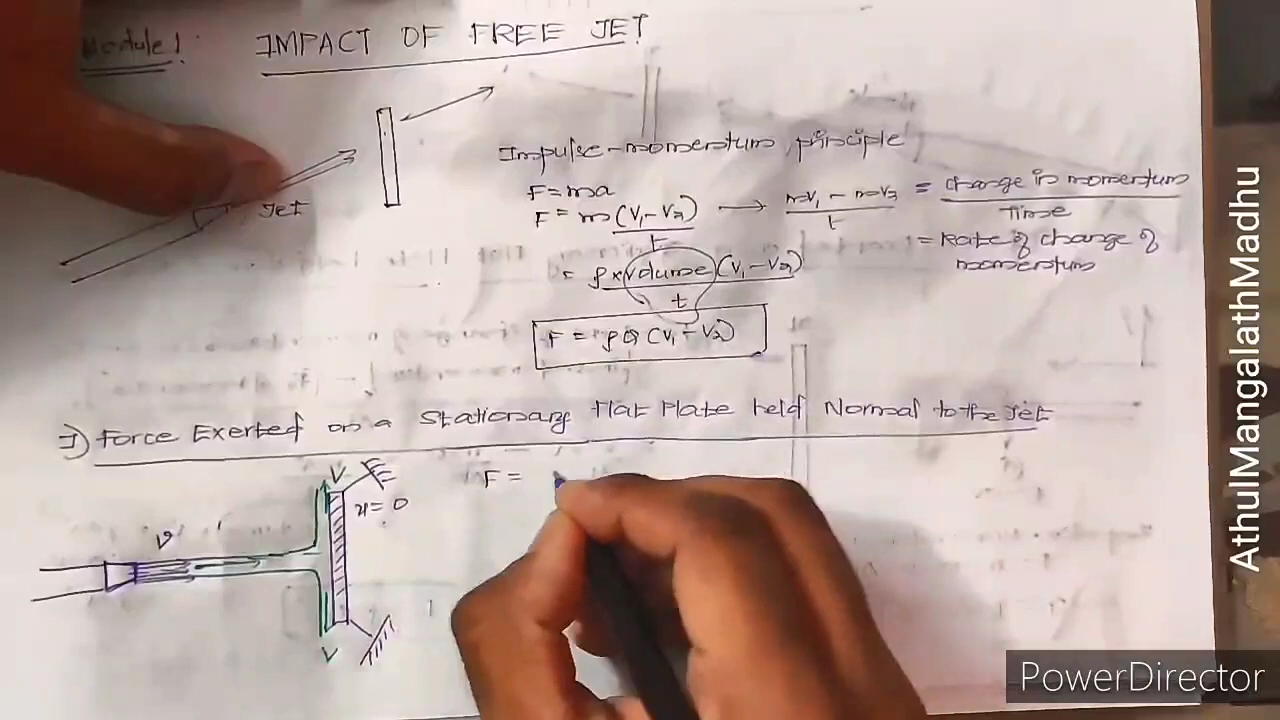 Module 1: IMPACT OF FREE JET
Jet
Impulse-momentum principle
F = ma
F = m (V₁ - V₂) / t → mV₁ - mV₂ / t = change in momentum / Time
= Rate of change of momentum
= ρ x volume (V₁ - V₂) / t
F = ρQ (V₁ - V₂)
I) Force Exerted on a Stationary Flat Plate held Normal to the Jet
V
u = 0
V
V
F =
AthulMangalathMadhu
PowerDirector